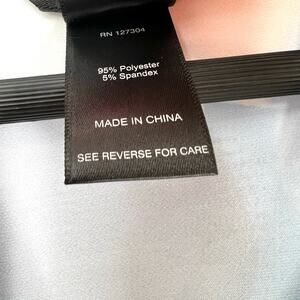 RN 127304
95% Polyester
5% Spandex
MADE IN CHINA
SEE REVERSE FOR CARE